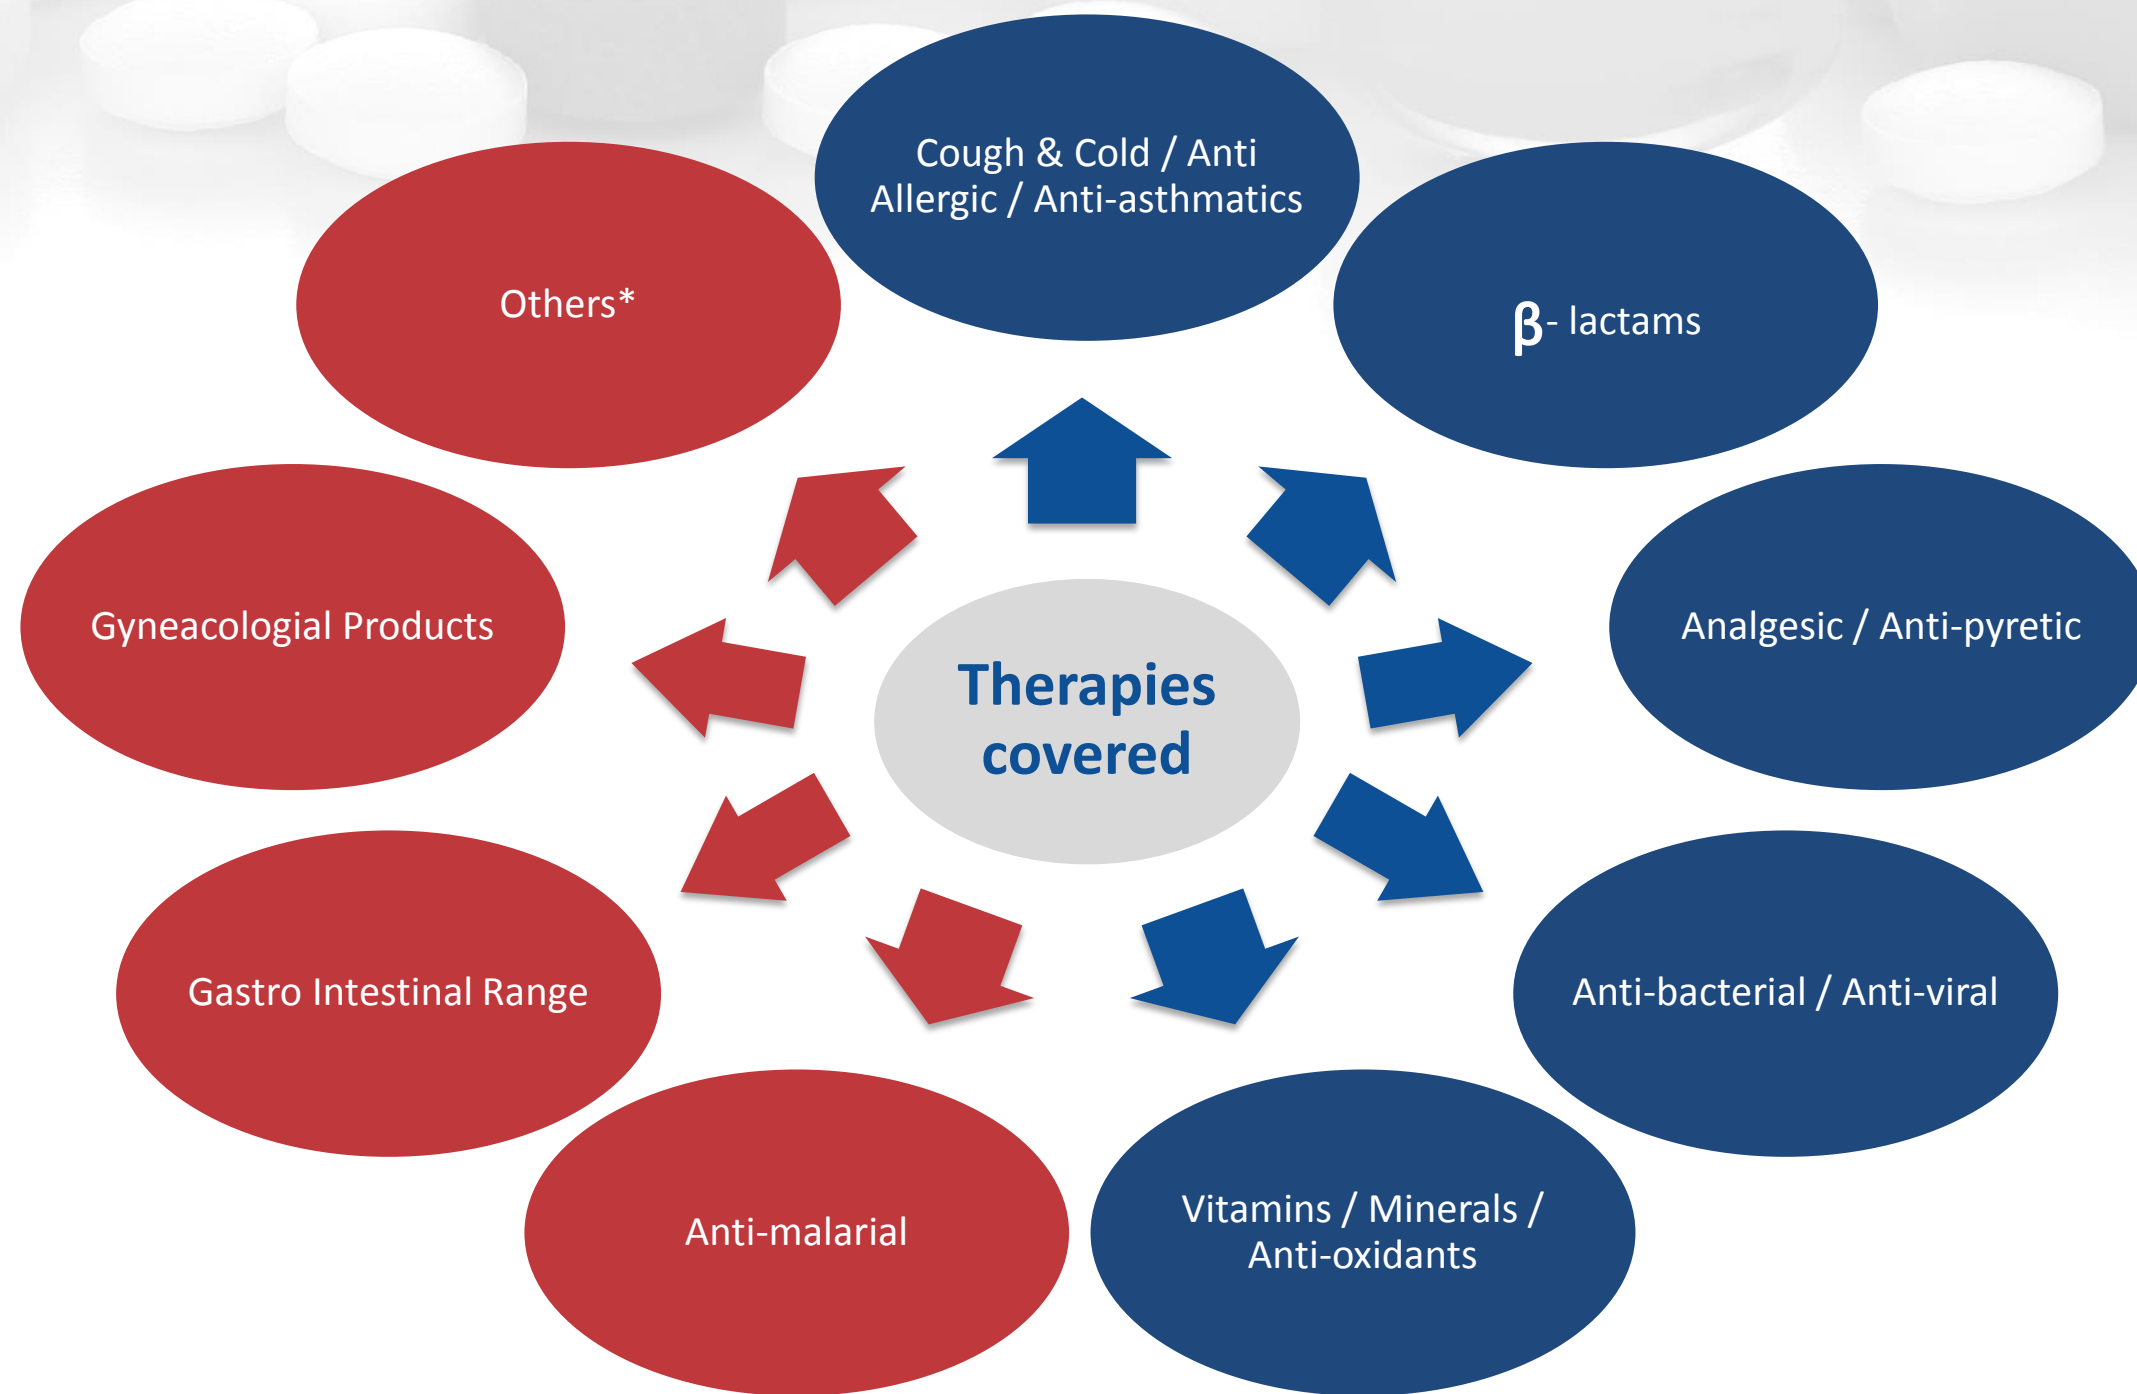 Cough & Cold / Anti
Allergic / Anti-asthmatics
β- lactams
Analgesic / Anti-pyretic
Anti-bacterial / Anti-viral
Vitamins / Minerals /
Anti-oxidants
Anti-malarial
Gastro Intestinal Range
Gyneacologial Products
Others*
Therapies
covered